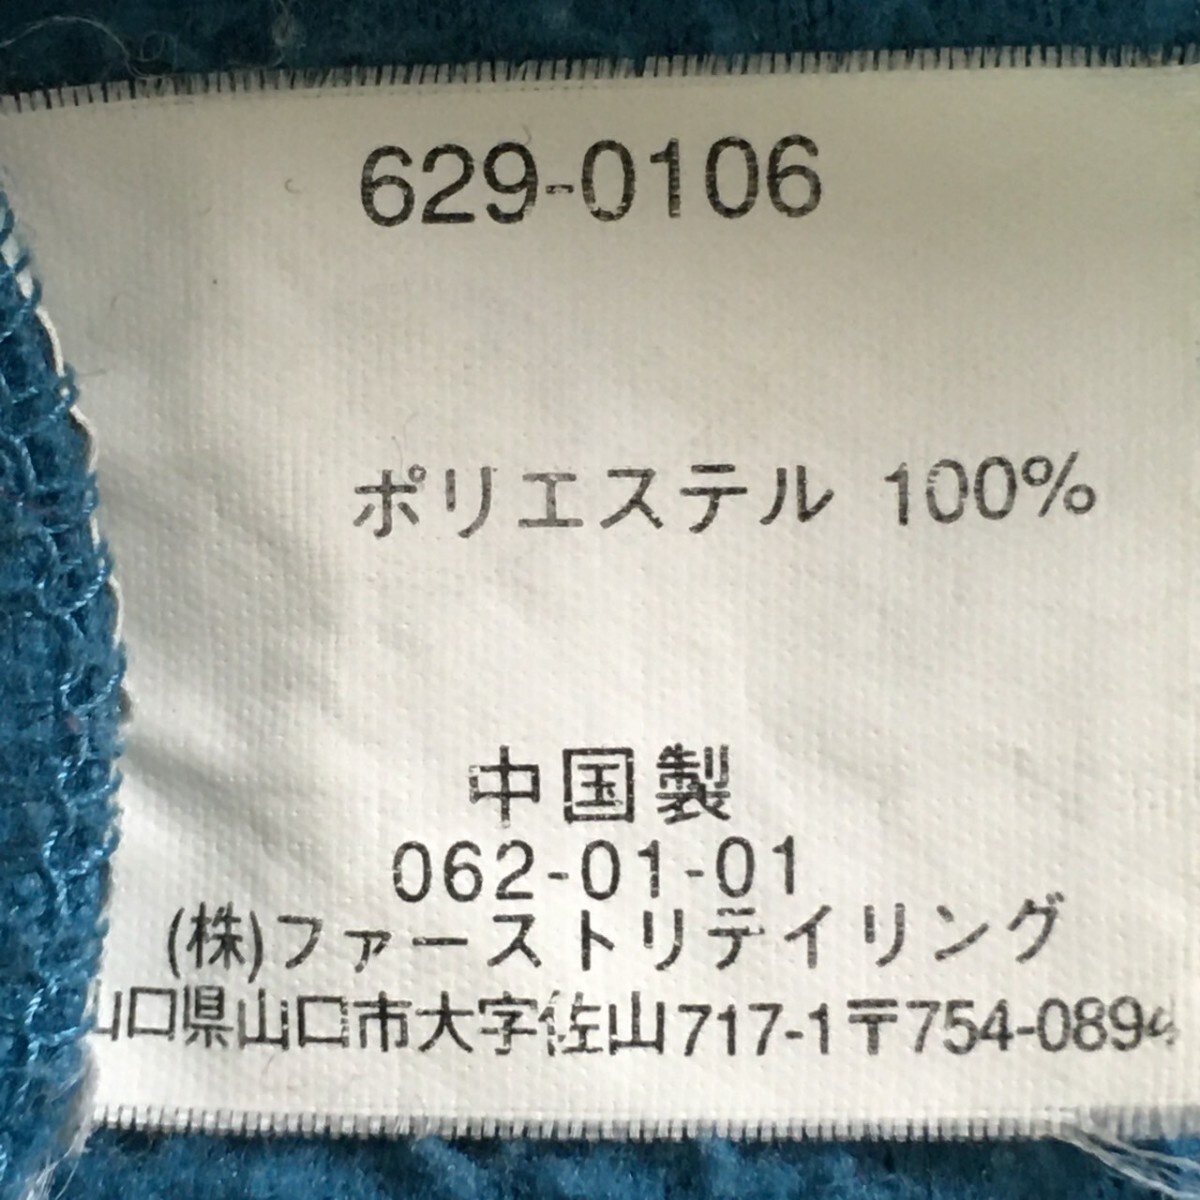 629-0106
ポリエステル 100%
中国製
062-01-01
(株)ファーストリテイリング
山口県山口市大字佐山717-1〒754-0894